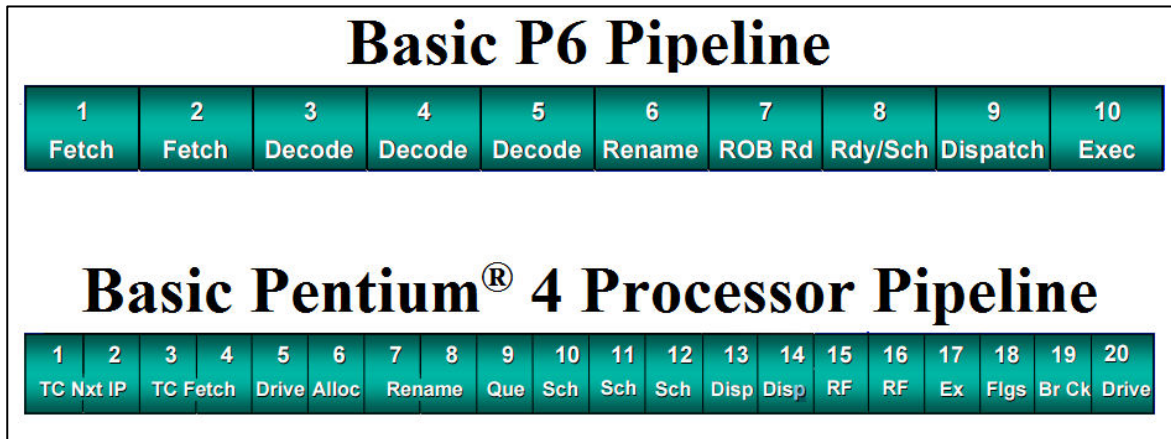 Basic P6 Pipeline
1 2 3 4 5 6 7 8 9 10
Fetch Fetch Decode Decode Decode Rename ROB Rd Rdy/Sch Dispatch Exec
Basic Pentium® 4 Processor Pipeline
1 2 3 4 5 6 7 8 9 10 11 12 13 14 15 16 17 18 19 20
TC Nxt IP TC Fetch Drive Alloc Rename Que Sch Sch Sch Disp Disp RF RF Ex Flgs Br Ck Drive